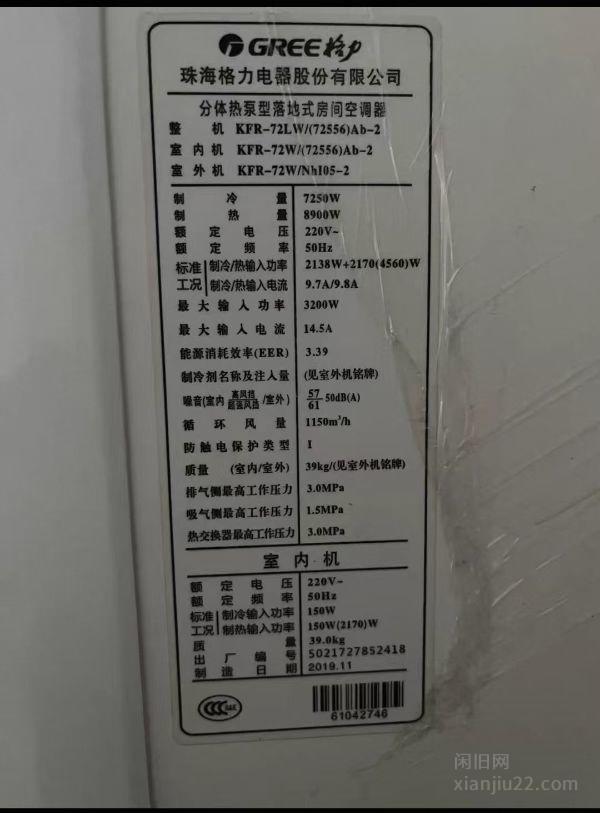 GREE格力
珠海格力电器股份有限公司
分体热泵型落地式房间空调器
整机 KFR-72LW/(72556)Ab-2
室内机 KFR-72W/(72556)Ab-2
室外机 KFR-72W/NhI05-2
制冷量 7250W
制热量 8900W
额定电压 220V~
额定频率 50Hz
标准 制冷/热输入功率 2138W+2170(4560)W
工况 制冷/热输入电流 9.7A/9.8A
最大输入功率 3200W
最大输入电流 14.5A
能源消耗效率(EER) 3.39
制冷剂名称及注入量 (见室外机铭牌)
噪音(室内 高风挡 超强风挡 /室外) 57 61 50dB(A)
循环风量 1150m³/h
防触电保护类型 I
质量 (室内/室外) 39kg/(见室外机铭牌)
排气侧最高工作压力 3.0MPa
吸气侧最高工作压力 1.5MPa
热交换器最高工作压力 3.0MPa
室内机
额定电压 220V~
额定频率 50Hz
标准 制冷输入功率 150W
工况 制热输入功率 150W(2170)W
质量 39.0kg
出厂编号 5021727852418
制造日期 2019.11
61042746
闲旧网
xianjiu22.com